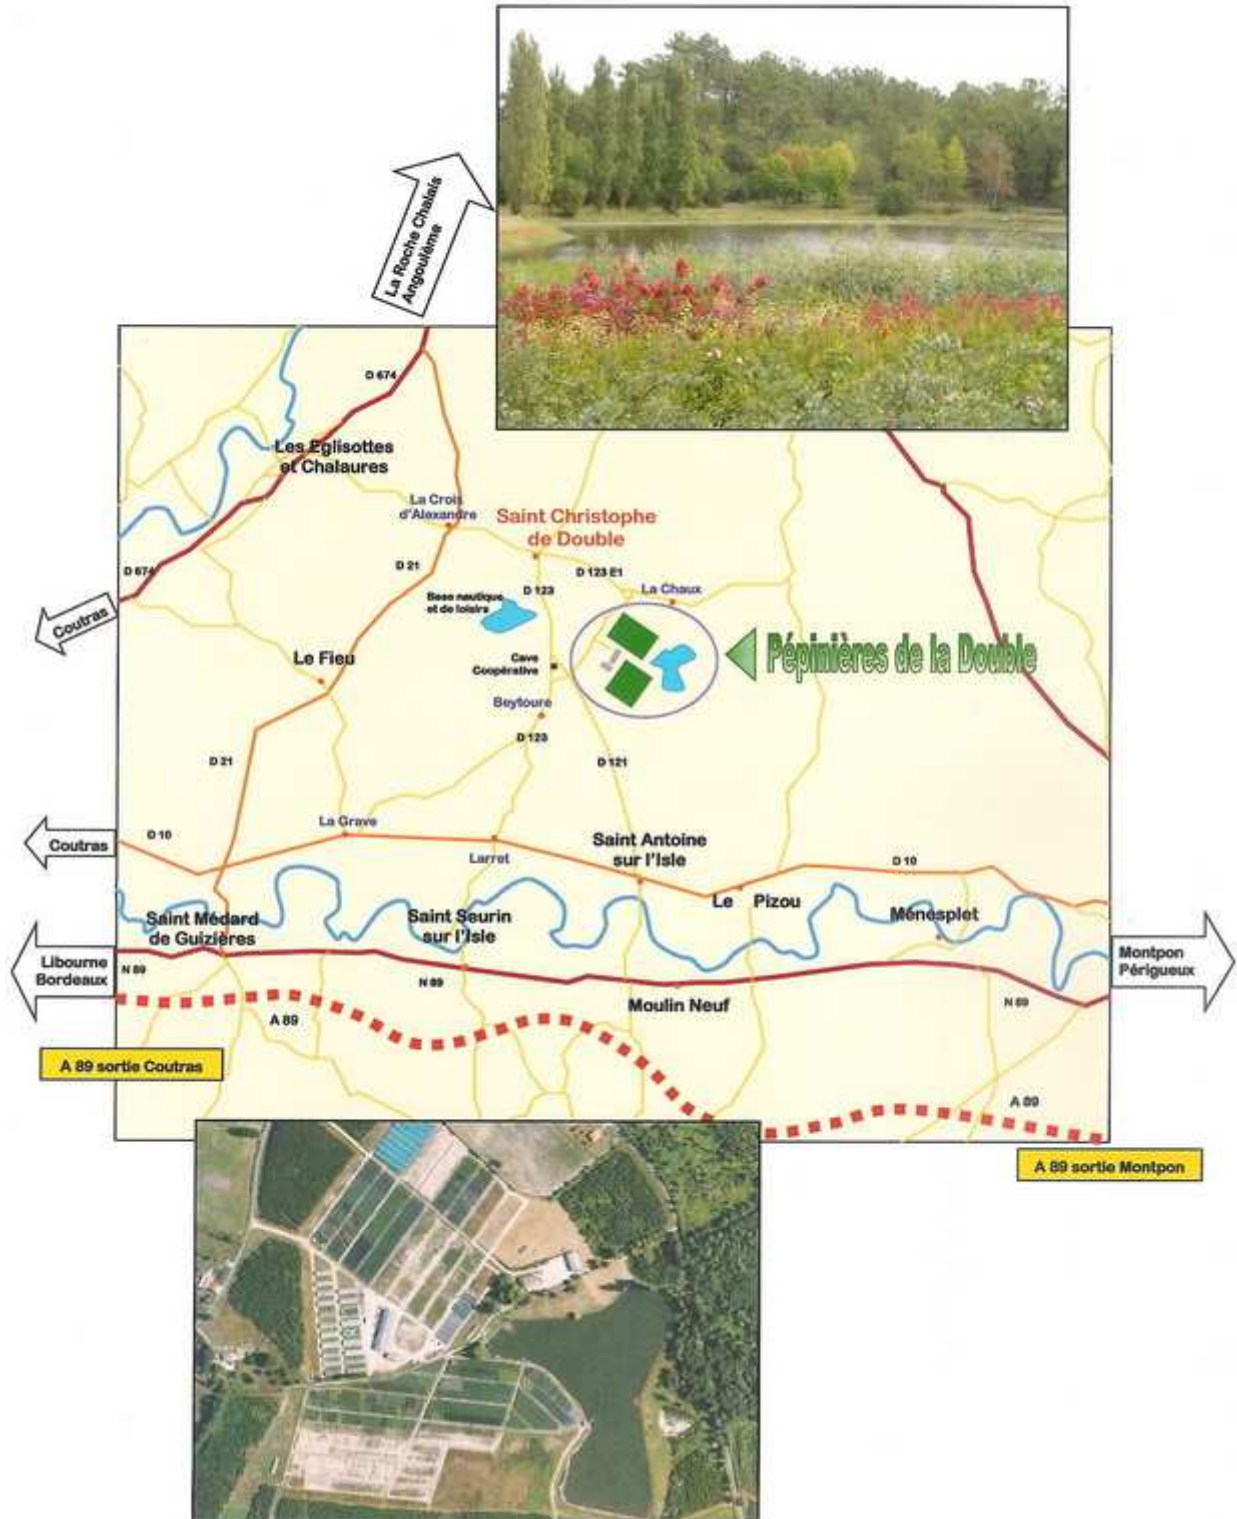 La Roche Chalais
Angoulême
D 674
Les Eglisottes
et Chalaures
La Croix
d'Alexandre
Saint Christophe
de Double
D 674
D 21
D 123 E1
Base nautique
et de loisirs
D 123
La Chaux
Coutras
Le Fieu
Cave
Coopérative
Pépinières de la Double
Beytoure
D 123
D 21
D 121
Coutras
D 10
La Grave
Larret
Saint Antoine
sur l'Isle
D 10
Le Pizou
Saint Médard
de Guizières
Saint Seurin
sur l'Isle
Ménesplet
Libourne
Bordeaux
N 89
N 89
Moulin Neuf
N 89
Montpon
Périgueux
A 89
A 89 sortie Coutras
A 89
A 89 sortie Montpon